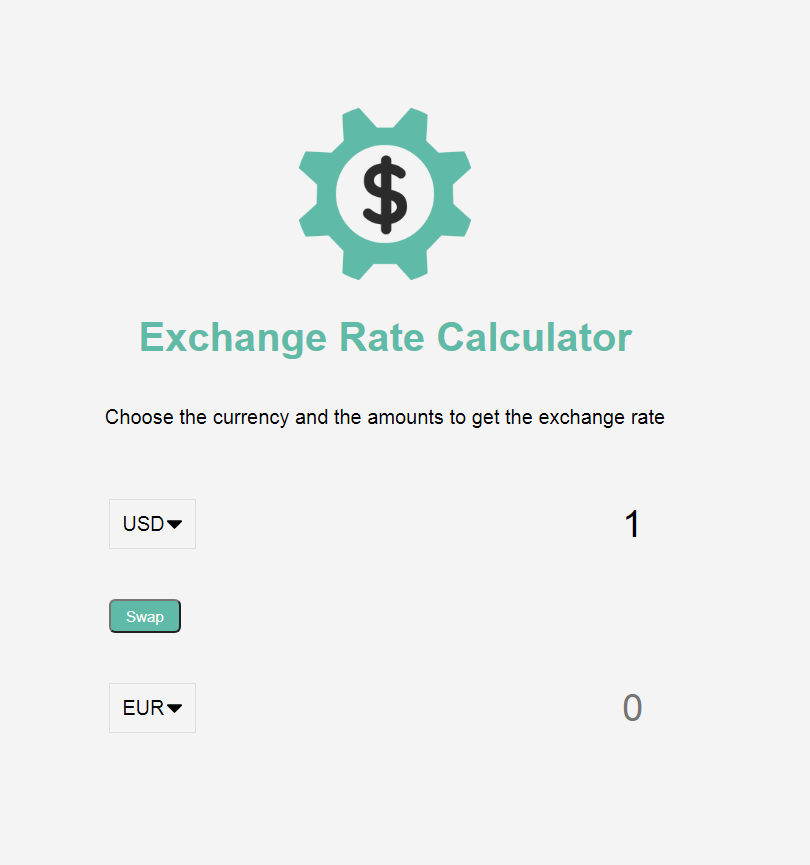 $
Exchange Rate Calculator
Choose the currency and the amounts to get the exchange rate
USD 1
Swap
EUR 0